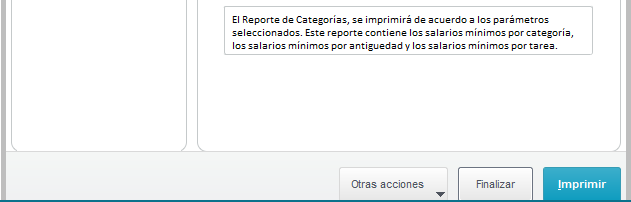 El Reporte de Categorías, se imprimirá de acuerdo a los parámetros
seleccionados. Este reporte contiene los salarios mínimos por categoría,
los salarios mínimos por antiguedad y los salarios mínimos por tarea.
Otras acciones
Finalizar
Imprimir